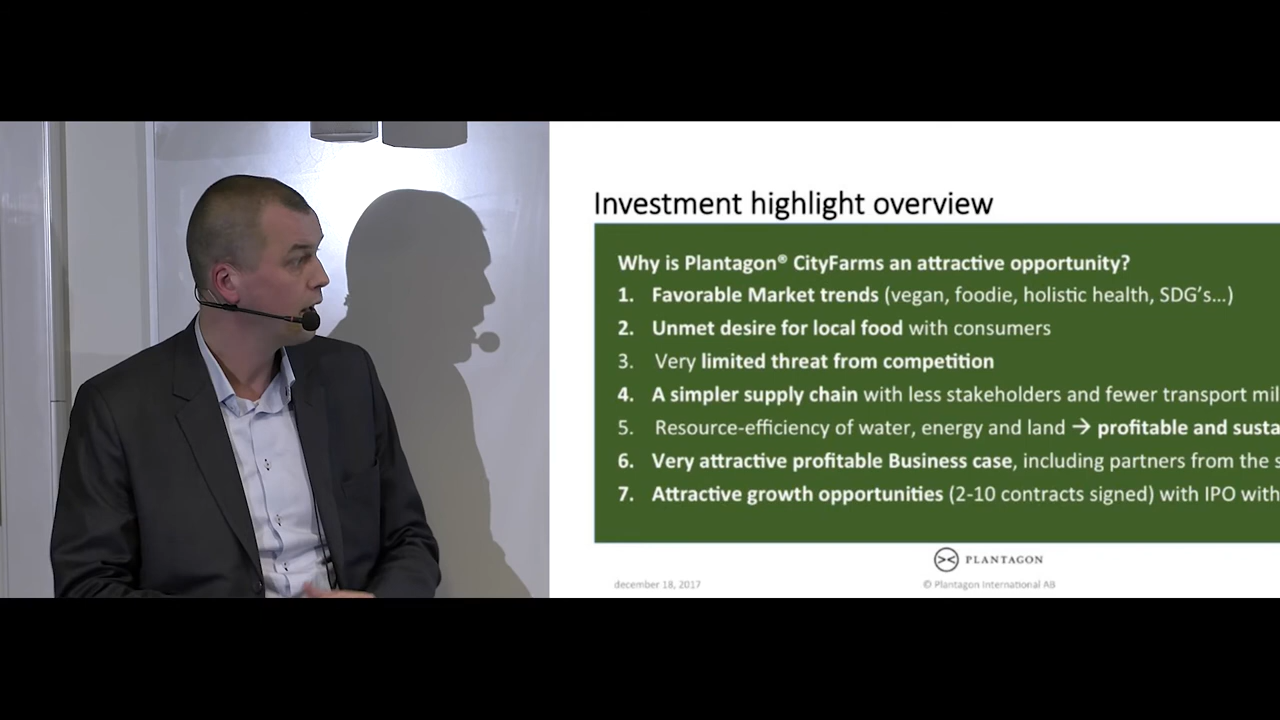 Investment highlight overview
Why is Plantagon® CityFarms an attractive opportunity?
1. Favorable Market trends (vegan, foodie, holistic health, SDG's...)
2. Unmet desire for local food with consumers
3. Very limited threat from competition
4. A simpler supply chain with less stakeholders and fewer transport mil
5. Resource-efficiency of water, energy and land → profitable and susta
6. Very attractive profitable Business case, including partners from the s
7. Attractive growth opportunities (2-10 contracts signed) with IPO with
PLANTAGON
december 18, 2017 © Plantagon International AB